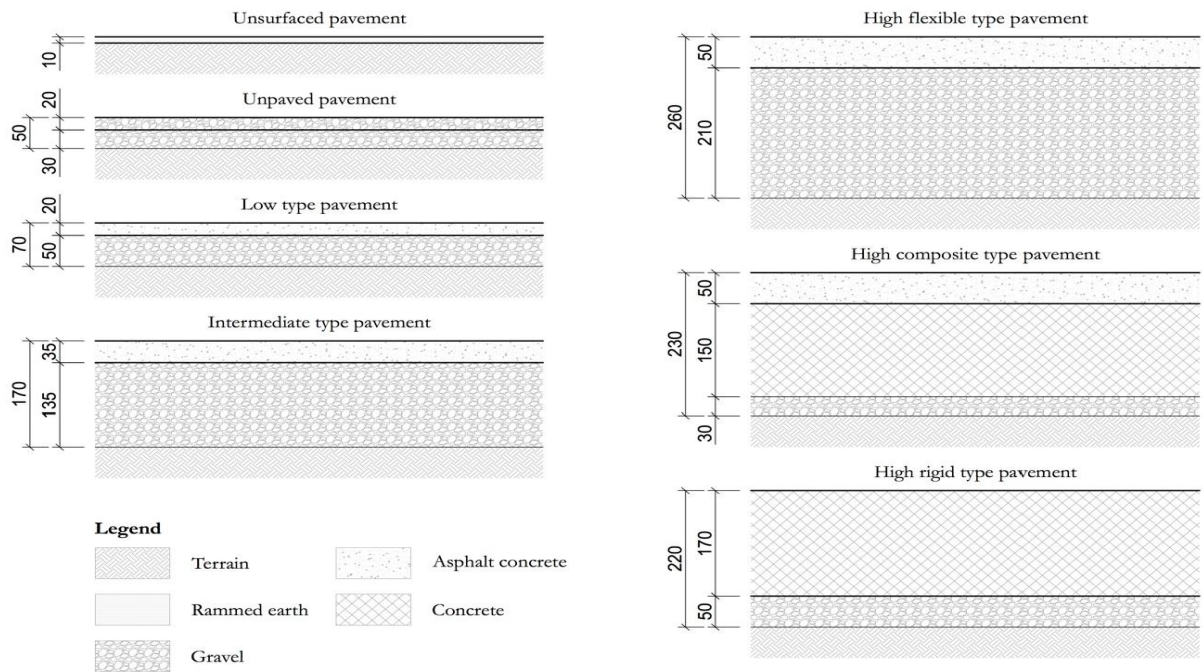 Unsurfaced pavement
10
Unpaved pavement
20
50
30
Low type pavement
20
70
50
Intermediate type pavement
35
170
135
Legend
Terrain
Asphalt concrete
Rammed earth
Concrete
Gravel
High flexible type pavement
50
260
210
High composite type pavement
50
230
150
30
High rigid type pavement
220
170
50